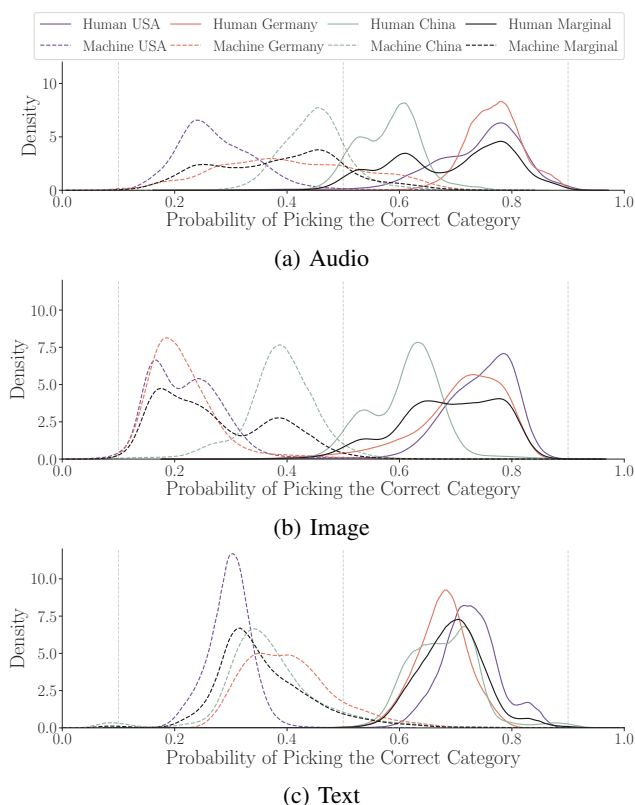 Human USA Human Germany Human China Human Marginal
Machine USA Machine Germany Machine China Machine Marginal
10
5
0
Density
0.0 0.2 0.4 0.6 0.8 1.0
Probability of Picking the Correct Category
(a) Audio
10.0
7.5
5.0
2.5
0.0
Density
0.0 0.2 0.4 0.6 0.8 1.0
Probability of Picking the Correct Category
(b) Image
10.0
7.5
5.0
2.5
0.0
Density
0.0 0.2 0.4 0.6 0.8 1.0
Probability of Picking the Correct Category
(c) Text